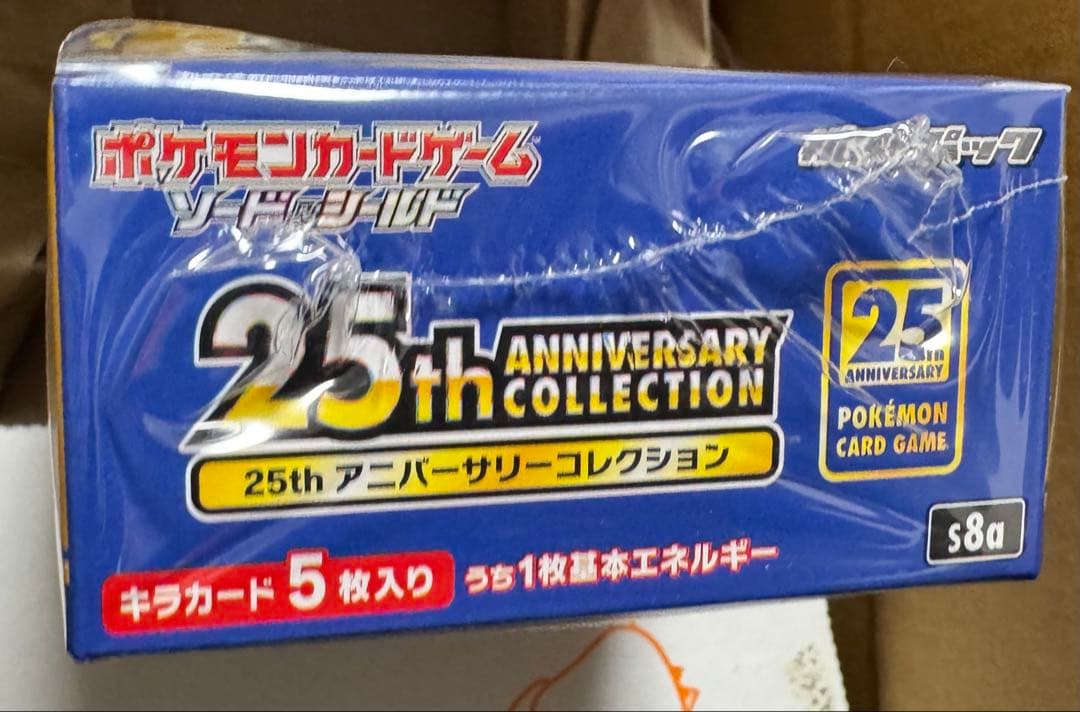 ポケモンカードゲーム
ソード&シールド
パック
25th ANNIVERSARY
COLLECTION
25th アニバーサリーコレクション
25th
ANNIVERSARY
POKÉMON
CARD GAME
s8a
キラカード 5 枚入り うち1枚基本エネルギー